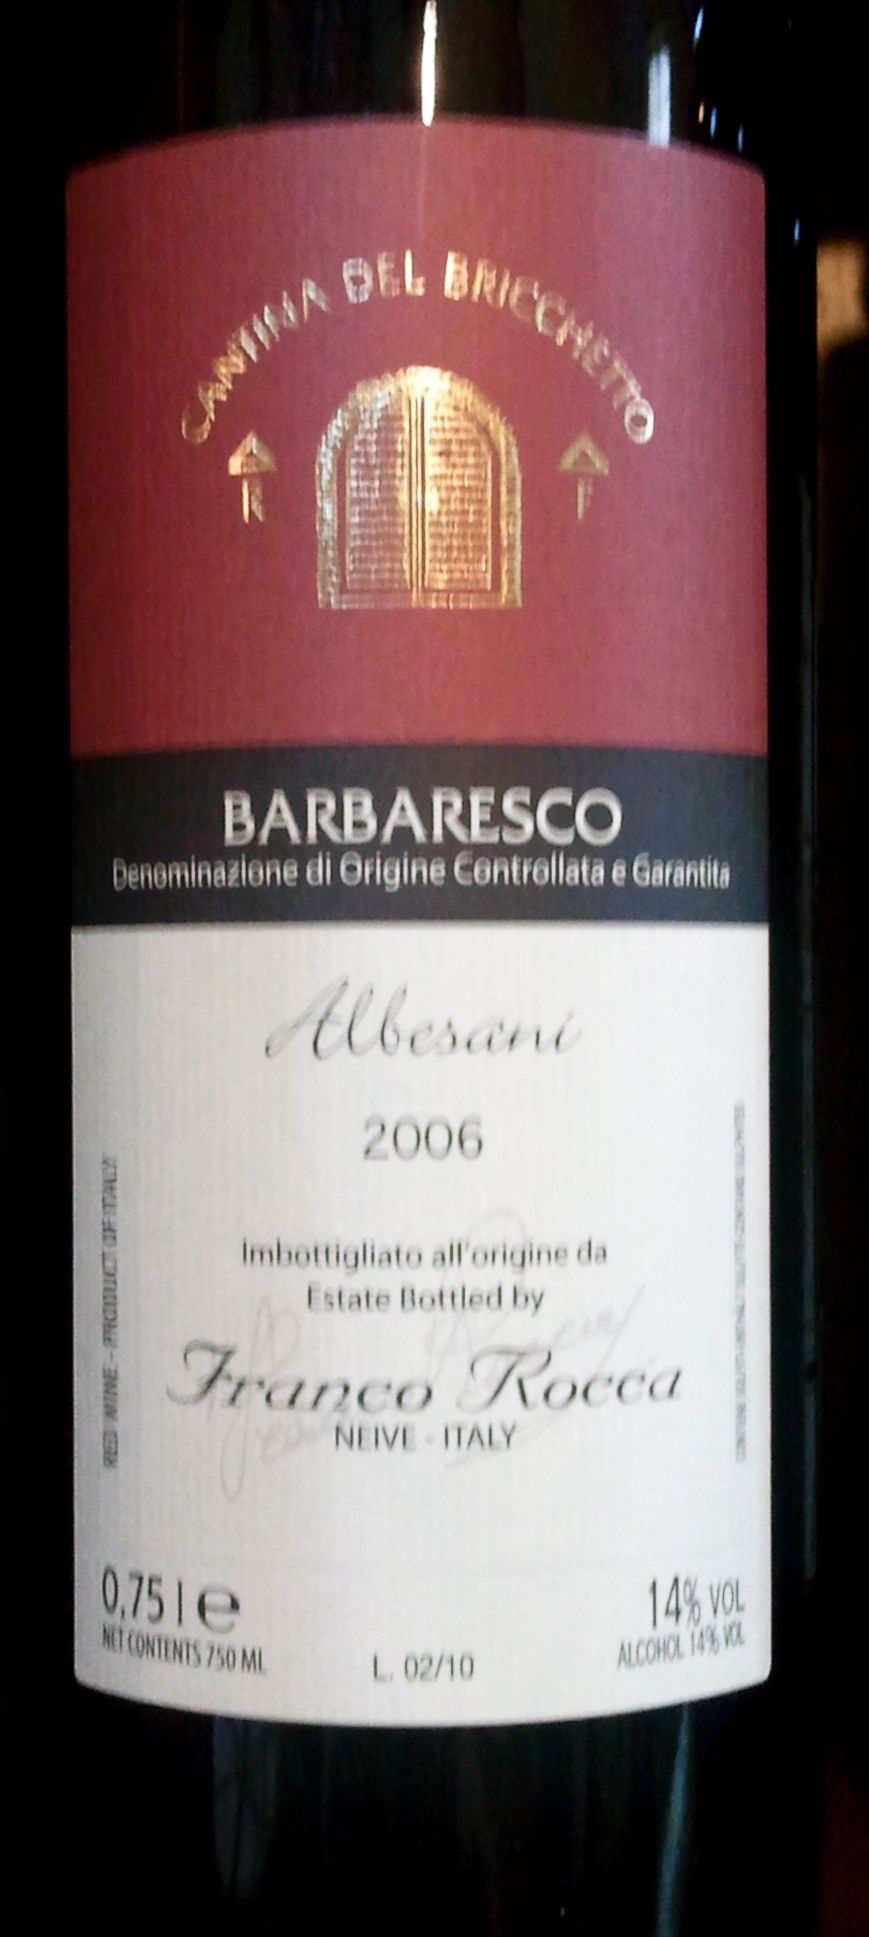 CANTINA DEL BRICCHETTO
R
F
BARBARESCO
Denominazione di Origine Controllata e Garantita
Albesani
2006
Imbottigliato all'origine da
Estate Bottled by
Franco Rocca
NEIVE - ITALY
RED WINE - PRODUCT OF ITALY
0,75 l e
NET CONTENTS 750 ML
L. 02/10
14% VOL
ALCOHOL 14% VOL